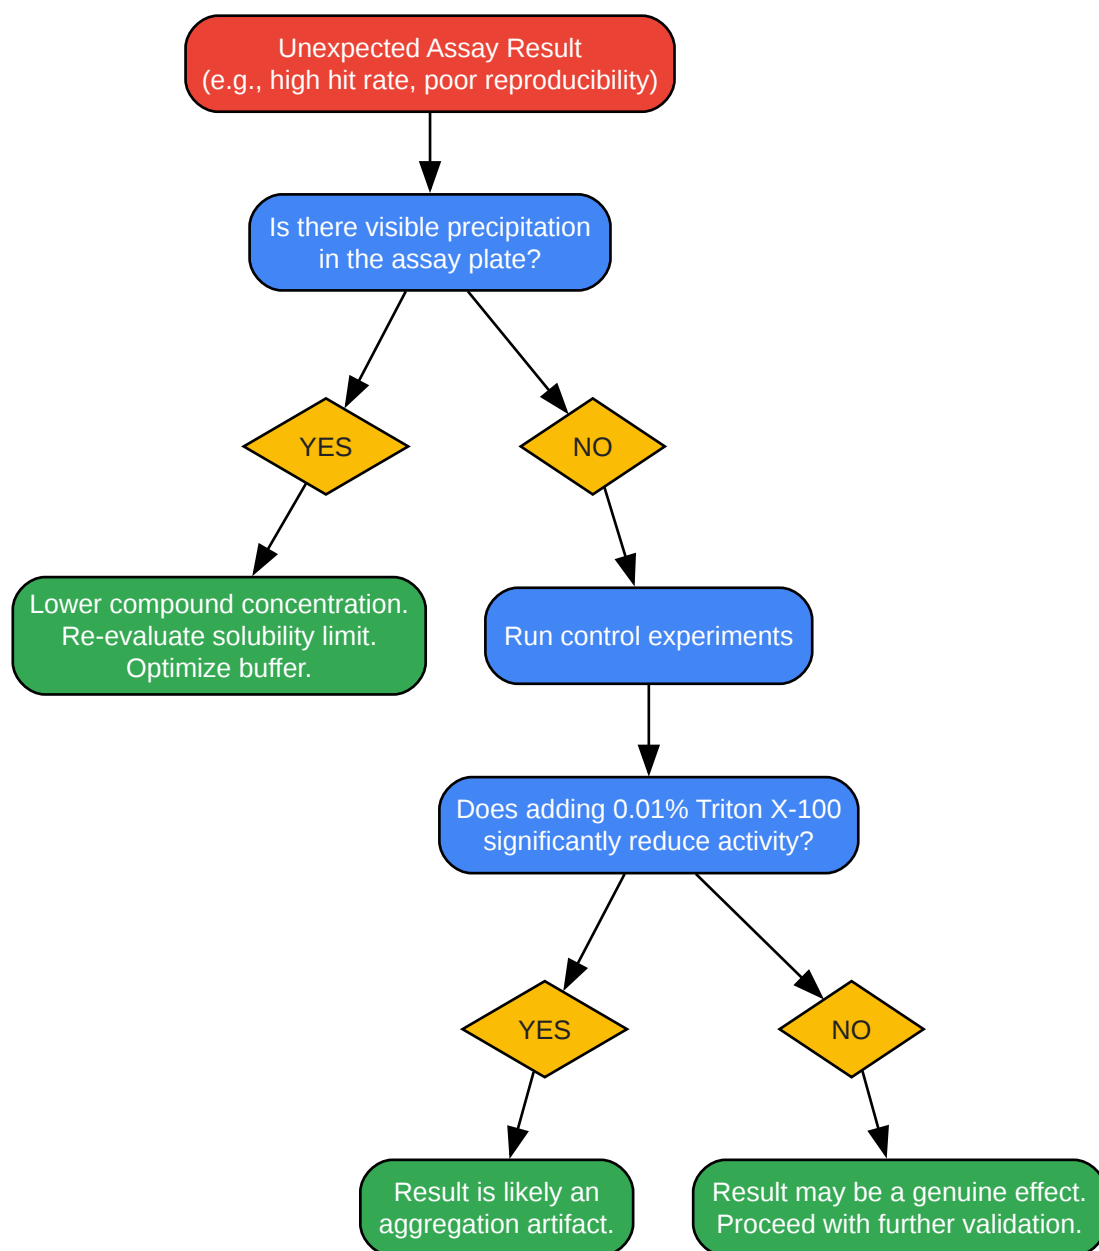 Unexpected Assay Result
(e.g., high hit rate, poor reproducibility)
Is there visible precipitation
in the assay plate?
YES
NO
Lower compound concentration.
Re-evaluate solubility limit.
Optimize buffer.
Run control experiments
Does adding 0.01% Triton X-100
significantly reduce activity?
YES
NO
Result is likely an
aggregation artifact.
Result may be a genuine effect.
Proceed with further validation.